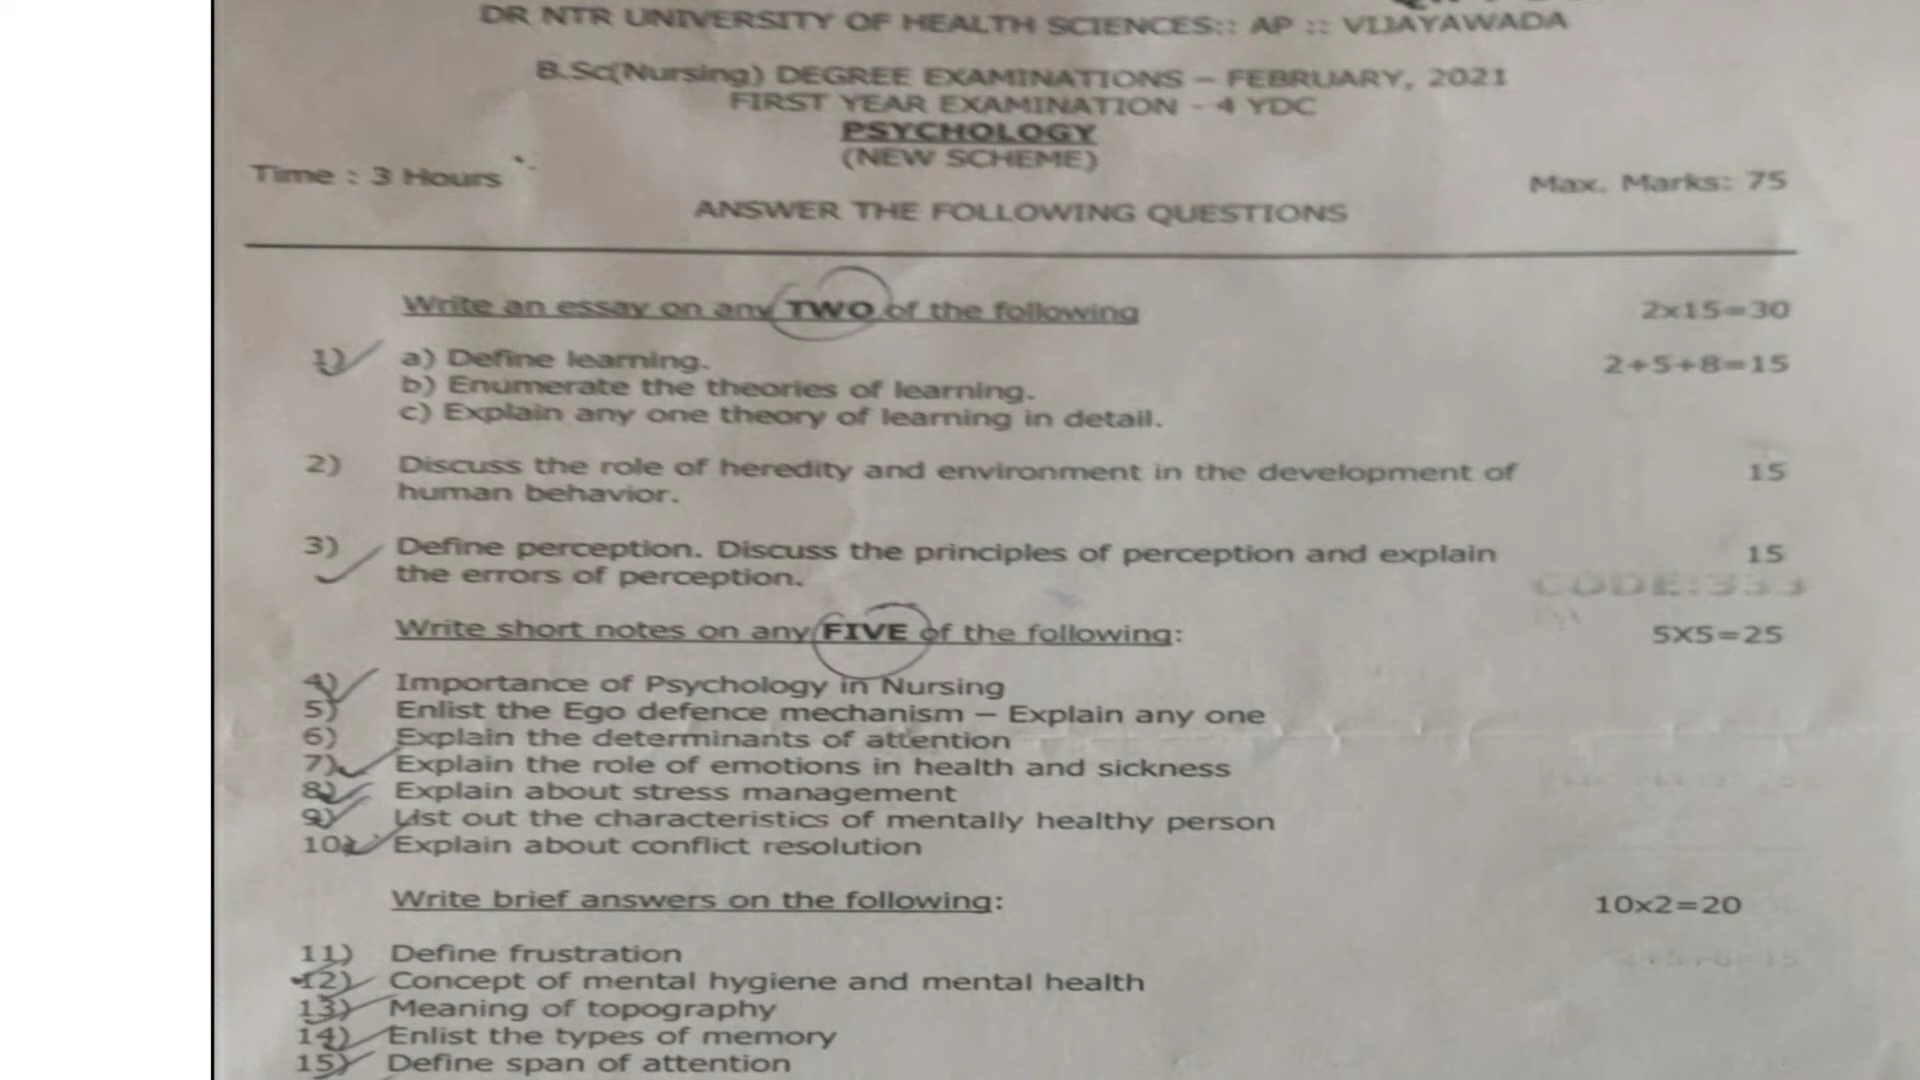 DR NTR UNIVERSITY OF HEALTH SCIENCES:: AP :: VIJAYAWADA
B.Sc(Nursing) DEGREE EXAMINATIONS – FEBRUARY, 2021
FIRST YEAR EXAMINATION - 4 YDC
PSYCHOLOGY
(NEW SCHEME)
Time : 3 Hours
Max. Marks: 75
ANSWER THE FOLLOWING QUESTIONS
Write an essay on any TWO of the following 2x15=30
1) a) Define learning. 2+5+8=15
b) Enumerate the theories of learning.
c) Explain any one theory of learning in detail.
2) Discuss the role of heredity and environment in the development of 15
human behavior.
3) Define perception. Discuss the principles of perception and explain 15
the errors of perception.
CODE:333
Write short notes on any FIVE of the following: 5X5=25
4) Importance of Psychology in Nursing
5) Enlist the Ego defence mechanism – Explain any one
6) Explain the determinants of attention
7) Explain the role of emotions in health and sickness
8) Explain about stress management
9) List out the characteristics of mentally healthy person
10) Explain about conflict resolution
Write brief answers on the following: 10x2=20
11) Define frustration
12) Concept of mental hygiene and mental health
13) Meaning of topography
14) Enlist the types of memory
15) Define span of attention